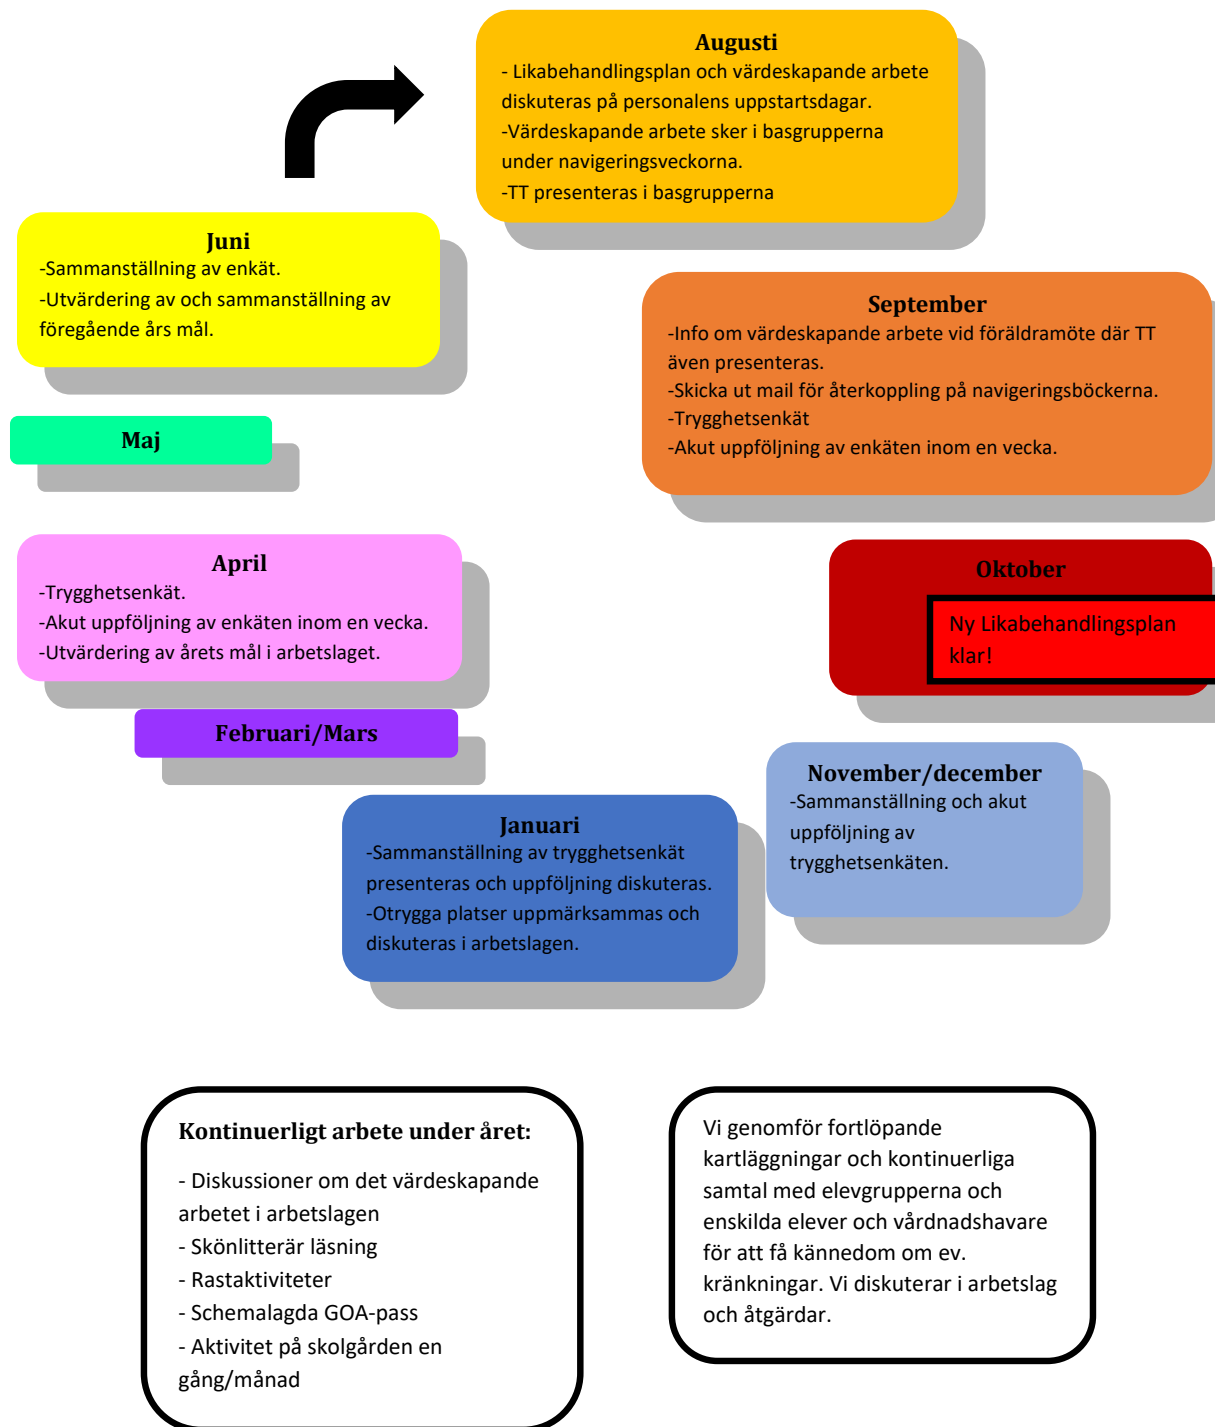 Augusti
- Likabehandlingsplan och värdeskapande arbete
diskuteras på personalens uppstartsdagar.
-Värdeskapande arbete sker i basgrupperna
under navigeringsveckorna.
-TT presenteras i basgrupperna
Juni
-Sammanställning av enkät.
-Utvärdering av och sammanställning av
föregående års mål.
September
-Info om värdeskapande arbete vid föräldramöte där TT
även presenteras.
-Skicka ut mail för återkoppling på navigeringsböckerna.
-Trygghetsenkät
-Akut uppföljning av enkäten inom en vecka.
Maj
April
-Trygghetsenkät.
-Akut uppföljning av enkäten inom en vecka.
-Utvärdering av årets mål i arbetslaget.
Oktober
Ny Likabehandlingsplan
klar!
Februari/Mars
November/december
-Sammanställning och akut
uppföljning av
trygghetsenkäten.
Januari
-Sammanställning av trygghetsenkät
presenteras och uppföljning diskuteras.
-Otrygga platser uppmärksammas och
diskuteras i arbetslagen.
Kontinuerligt arbete under året:
- Diskussioner om det värdeskapande
arbetet i arbetslagen
- Skönlitterär läsning
- Rastaktiviteter
- Schemalagda GOA-pass
- Aktivitet på skolgården en
gång/månad
Vi genomför fortlöpande
kartläggningar och kontinuerliga
samtal med elevgrupperna och
enskilda elever och vårdnadshavare
för att få kännedom om ev.
kränkningar. Vi diskuterar i arbetslag
och åtgärdar.